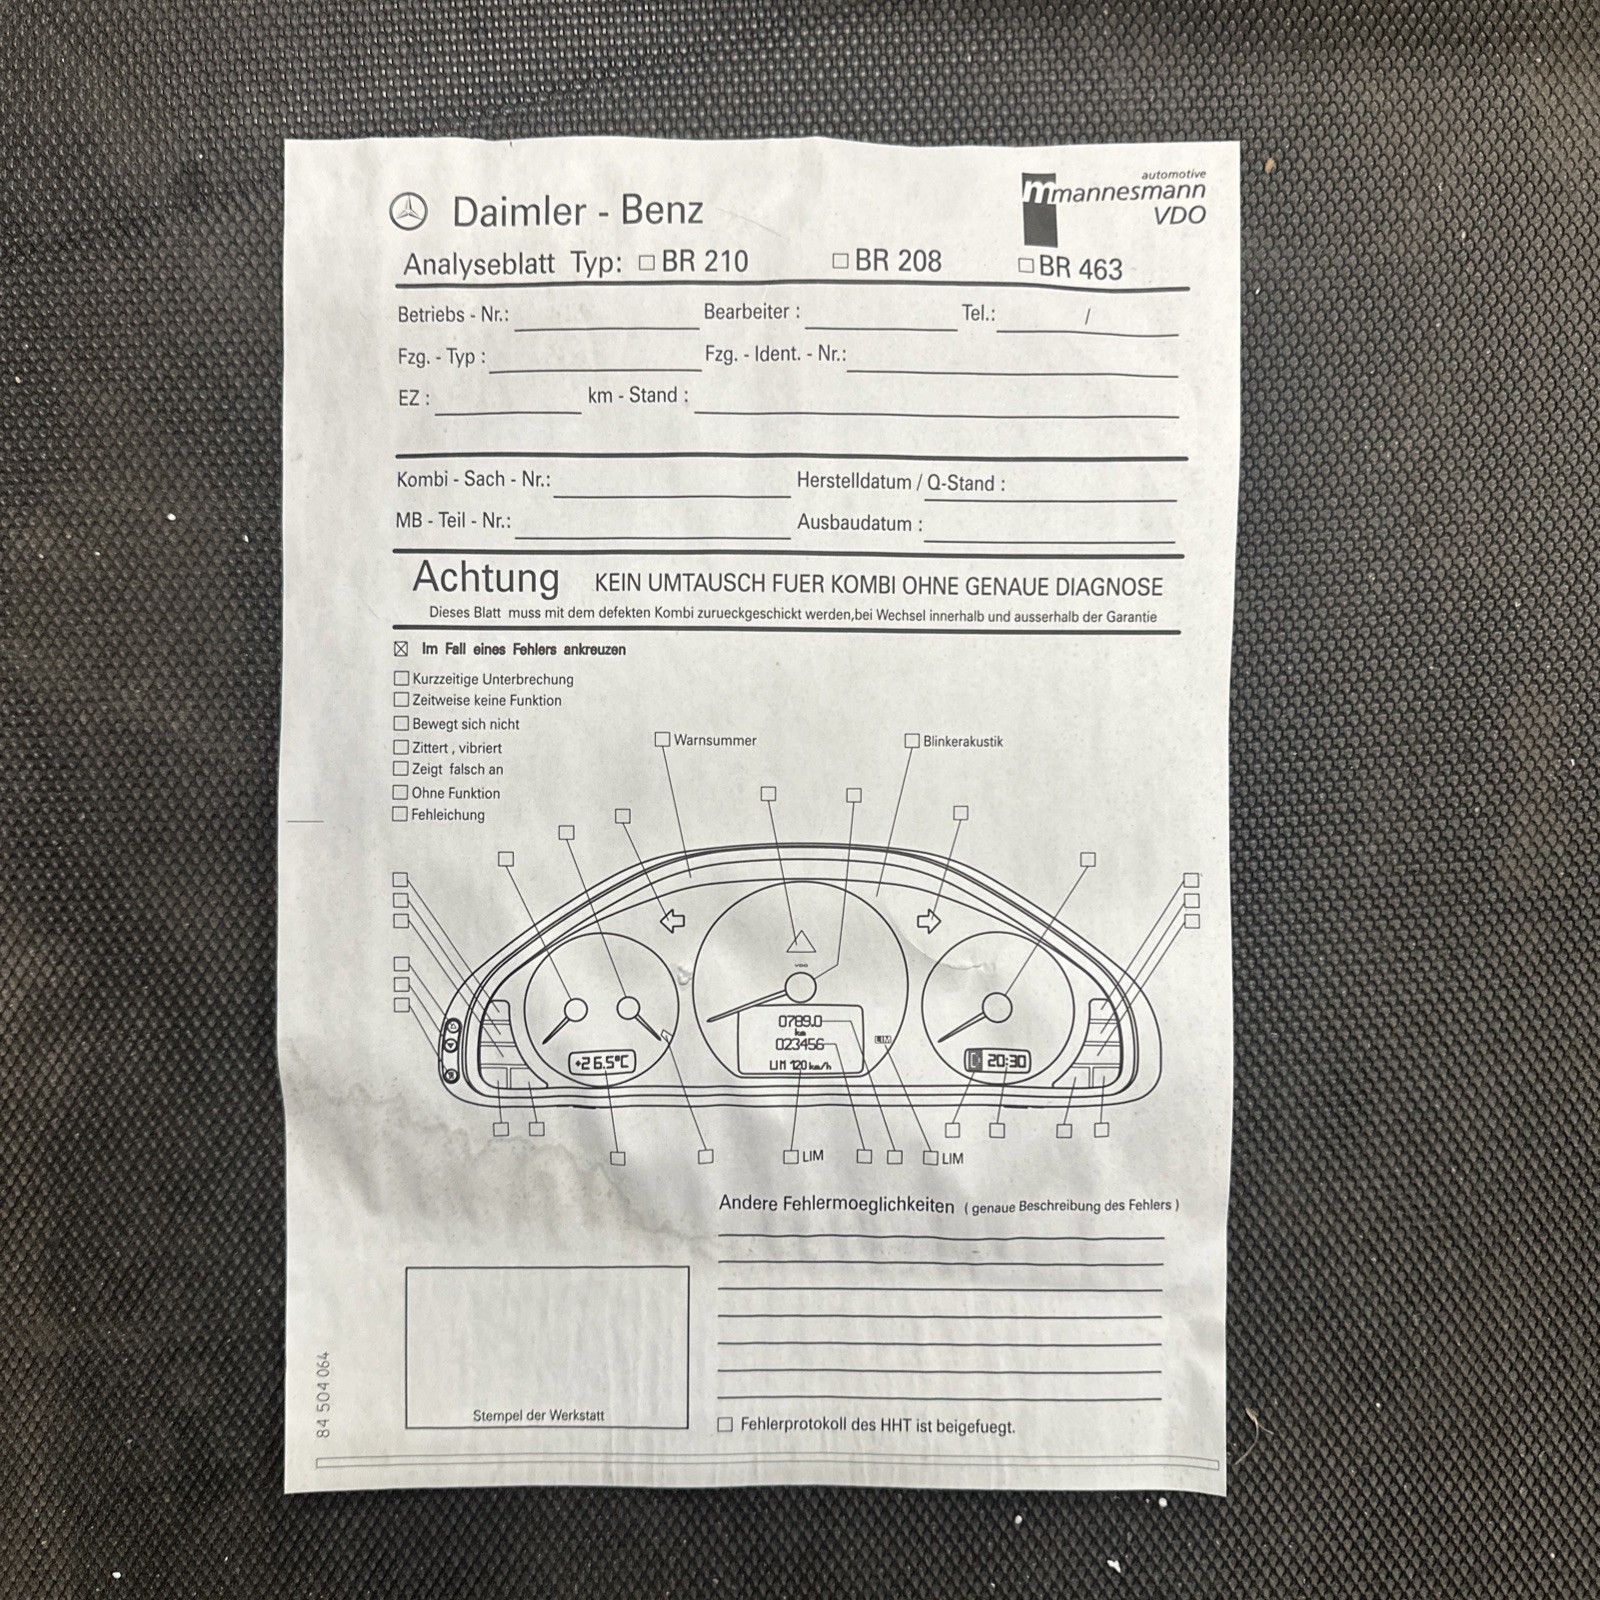 Daimler - Benz
automotive
mannesmann
VDO
Analyseblatt Typ: BR 210 BR 208 BR 463
Betriebs - Nr.: Bearbeiter : Tel.: /
Fzg. - Typ : Fzg. - Ident. - Nr.:
EZ : km - Stand :
Kombi - Sach - Nr.: Herstelldatum / Q-Stand :
MB - Teil - Nr.: Ausbaudatum :
Achtung KEIN UMTAUSCH FUER KOMBI OHNE GENAUE DIAGNOSE
Dieses Blatt muss mit dem defekten Kombi zurueckgeschickt werden,bei Wechsel innerhalb und ausserhalb der Garantie
Im Fall eines Fehlers ankreuzen
Kurzzeitige Unterbrechung
Zeitweise keine Funktion
Bewegt sich nicht
Zittert , vibriert
Zeigt falsch an
Ohne Funktion
Fehleichung
Warnsummer Blinkerakustik
VDO
0789.0
km
023456
LIM 120 km/h
LIM
+26.5°C
20:30
LIM LIM
Andere Fehlermoeglichkeiten ( genaue Beschreibung des Fehlers )
Stempel der Werkstatt
Fehlerprotokoll des HHT ist beigefuegt.
84 504 064